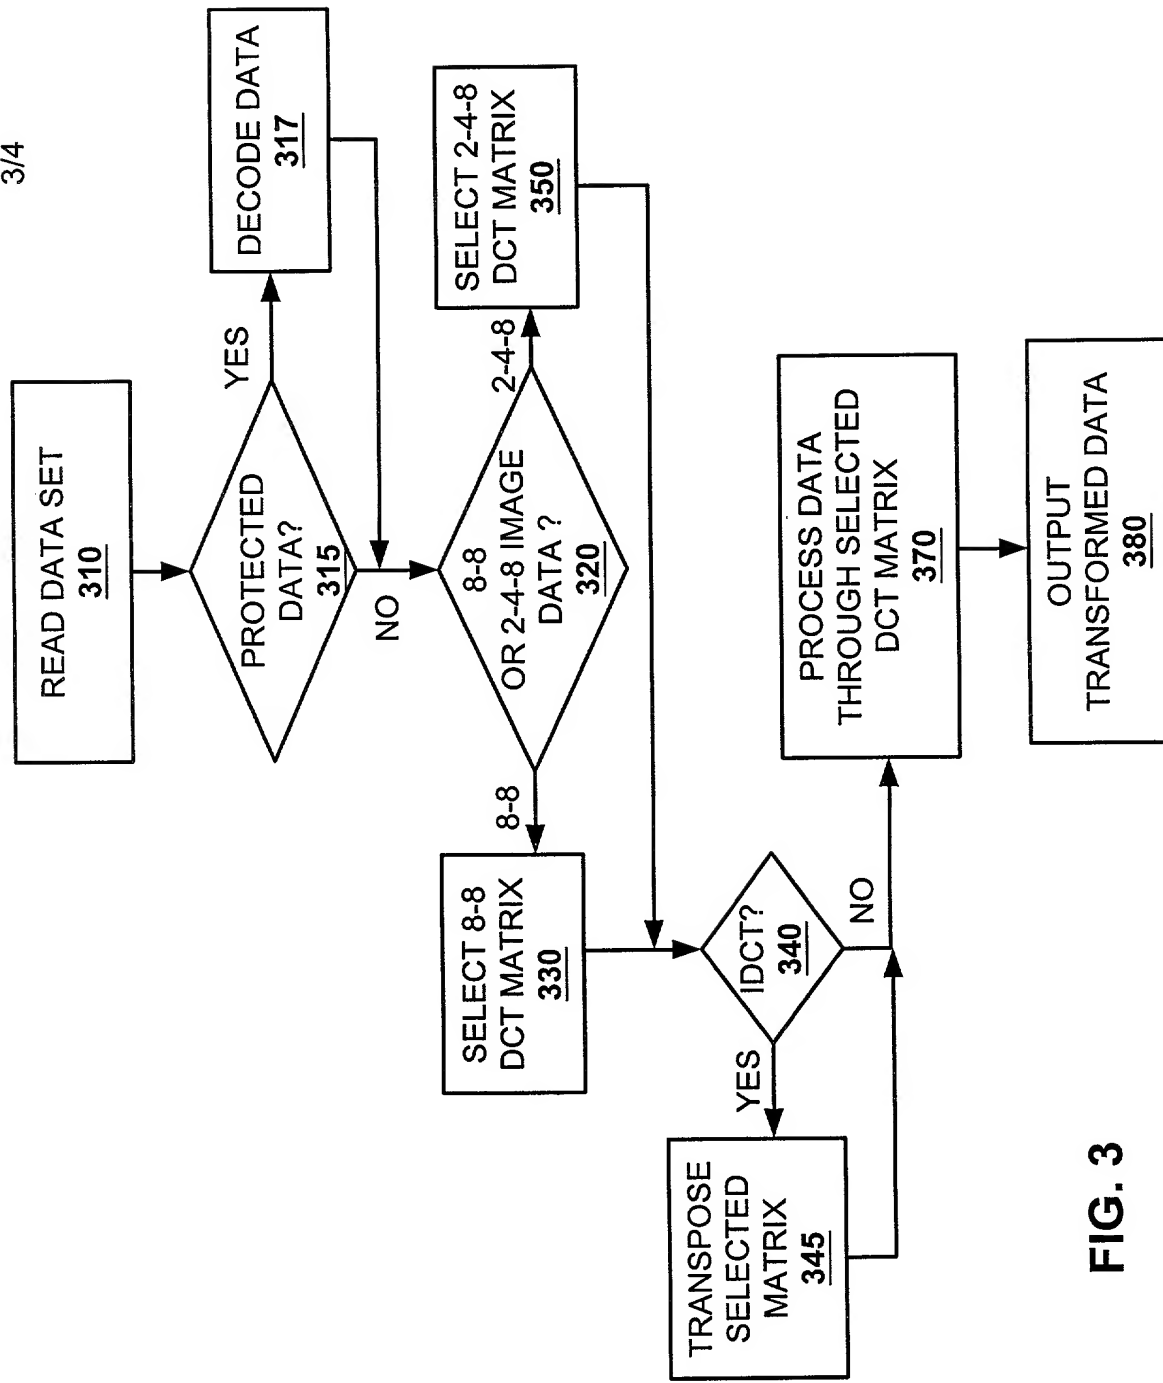 3/4
READ DATA SET
310
PROTECTED
DATA?
315
YES
DECODE DATA
317
NO
8-8
OR 2-4-8 IMAGE
DATA ?
320
2-4-8
SELECT 2-4-8
DCT MATRIX
350
8-8
SELECT 8-8
DCT MATRIX
330
IDCT?
340
YES
TRANSPOSE
SELECTED
MATRIX
345
NO
PROCESS DATA
THROUGH SELECTED
DCT MATRIX
370
OUTPUT
TRANSFORMED DATA
380
FIG. 3